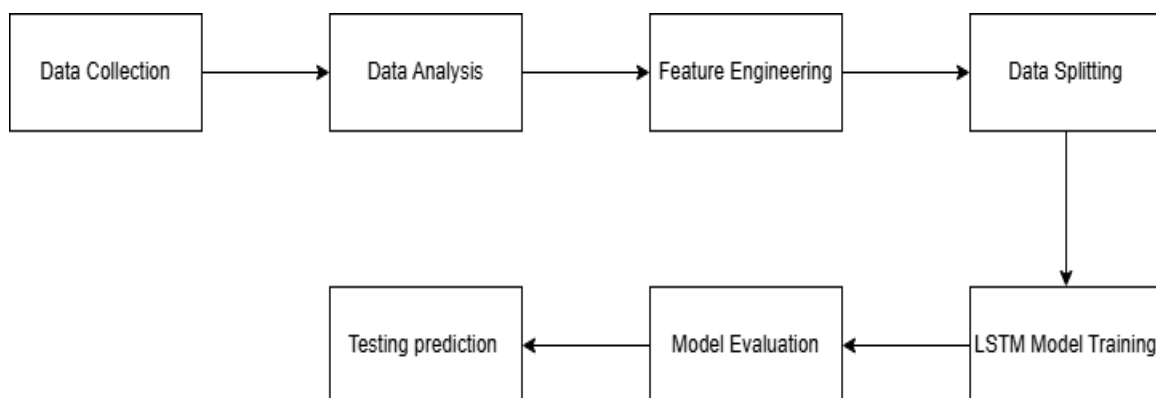 Data Collection
Data Analysis
Feature Engineering
Data Splitting
Testing prediction
Model Evaluation
LSTM Model Training